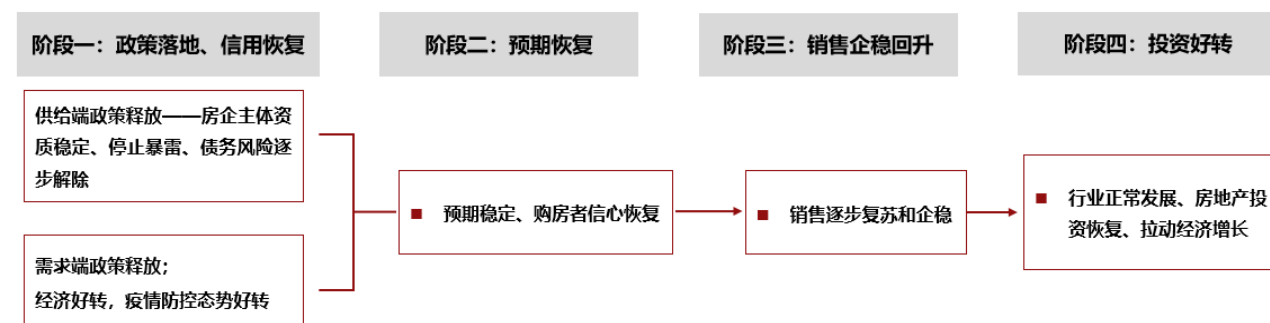 阶段一：政策落地、信用恢复
阶段二：预期恢复
阶段三：销售企稳回升
阶段四：投资好转
供给端政策释放——房企主体资
质稳定、停止暴雷、债务风险逐
步解除
需求端政策释放；
经济好转，疫情防控态势好转
预期稳定、购房者信心恢复
销售逐步复苏和企稳
行业正常发展、房地产投
资恢复、拉动经济增长